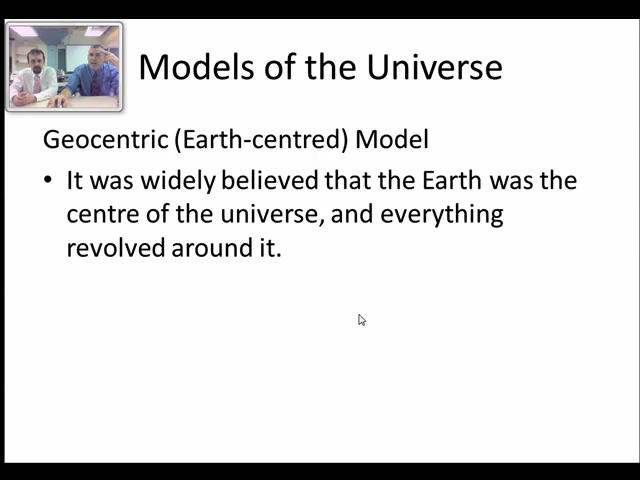 Models of the Universe
Geocentric (Earth-centred) Model
• It was widely believed that the Earth was the
centre of the universe, and everything
revolved around it.